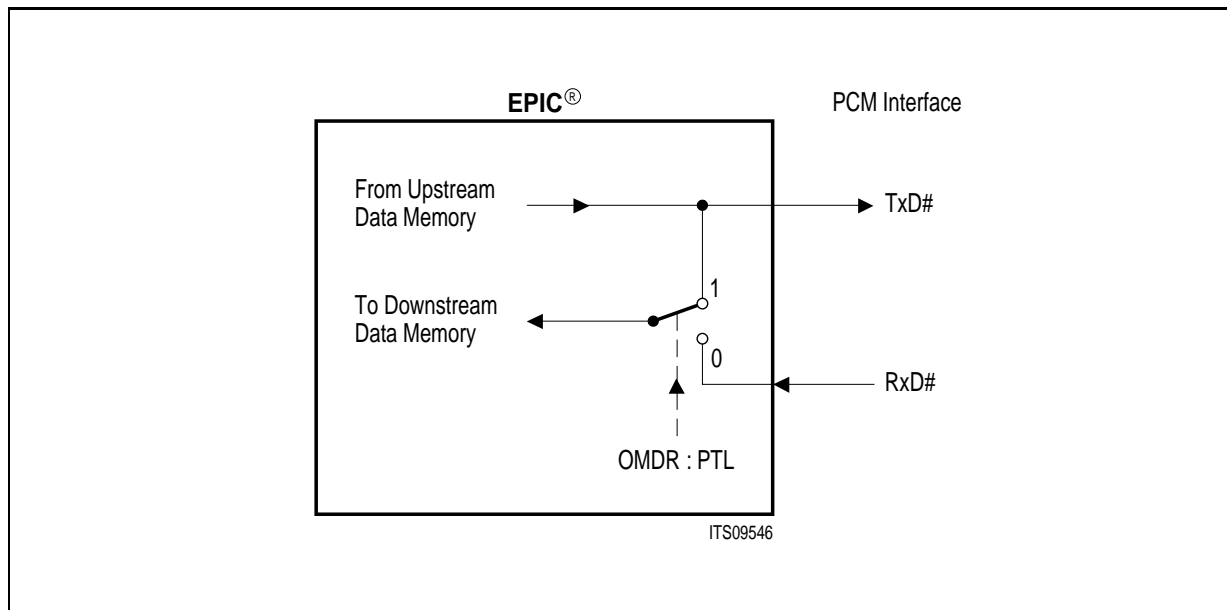 EPIC®
PCM Interface
From Upstream
Data Memory
TxD#
1
To Downstream
Data Memory
0
RxD#
OMDR : PTL
ITS09546